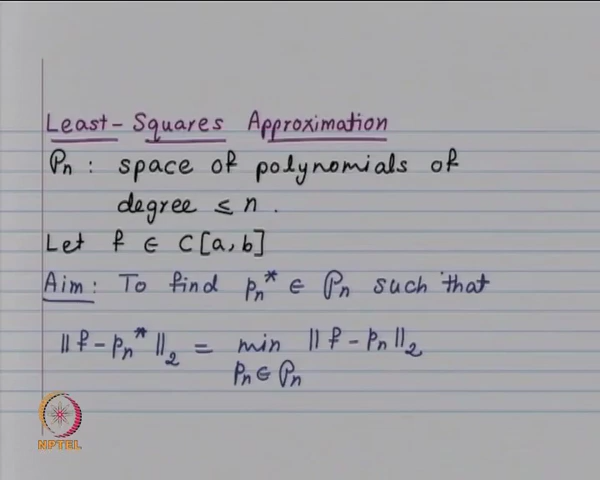 Least-Squares Approximation
𝒫n : space of polynomials of
degree ≤ n .
Let f ∈ C[a,b]
Aim: To find pn* ∈ 𝒫n such that
‖f - pn*‖2 = min ‖f - pn‖2
pn ∈ 𝒫n
NPTEL